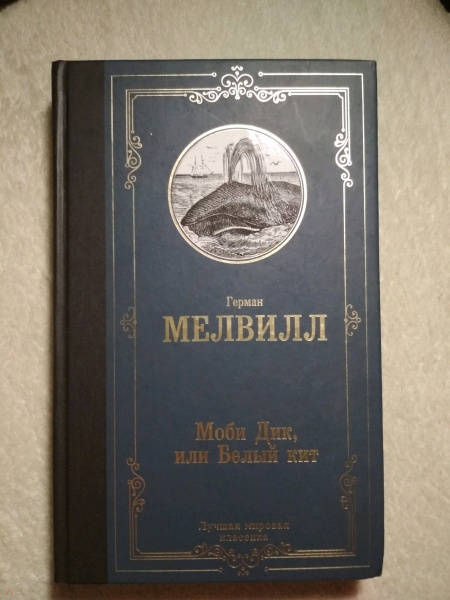 Герман
МЕЛВИЛЛ
Моби Дик,
или Белый кит
Лучшая мировая
классика